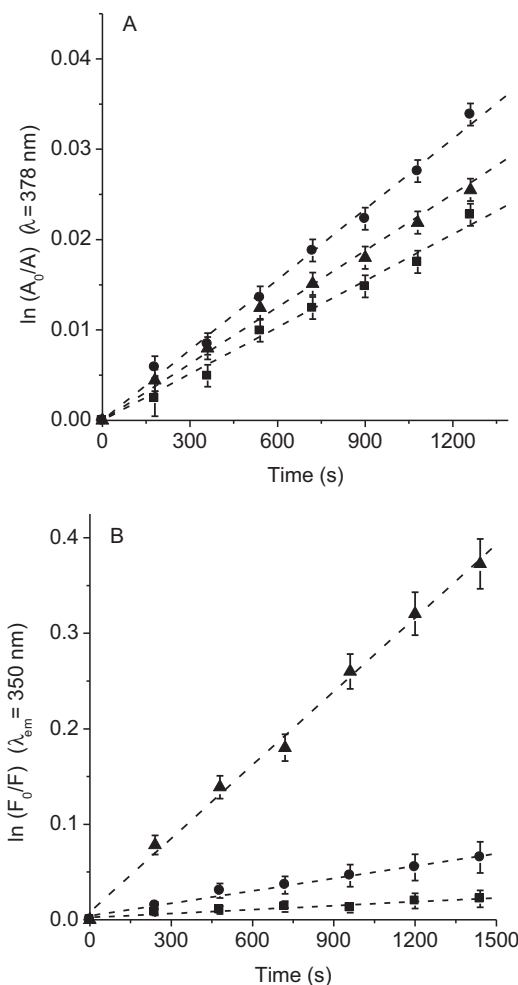 A
0.04
0.03
0.02
0.01
0.00
ln (A₀/A) (λ = 378 nm)
0 300 600 900 1200
Time (s)
B
0.4
0.3
0.2
0.1
0.0
ln (F₀/F) (λₑₘ = 350 nm)
0 300 600 900 1200 1500
Time (s)